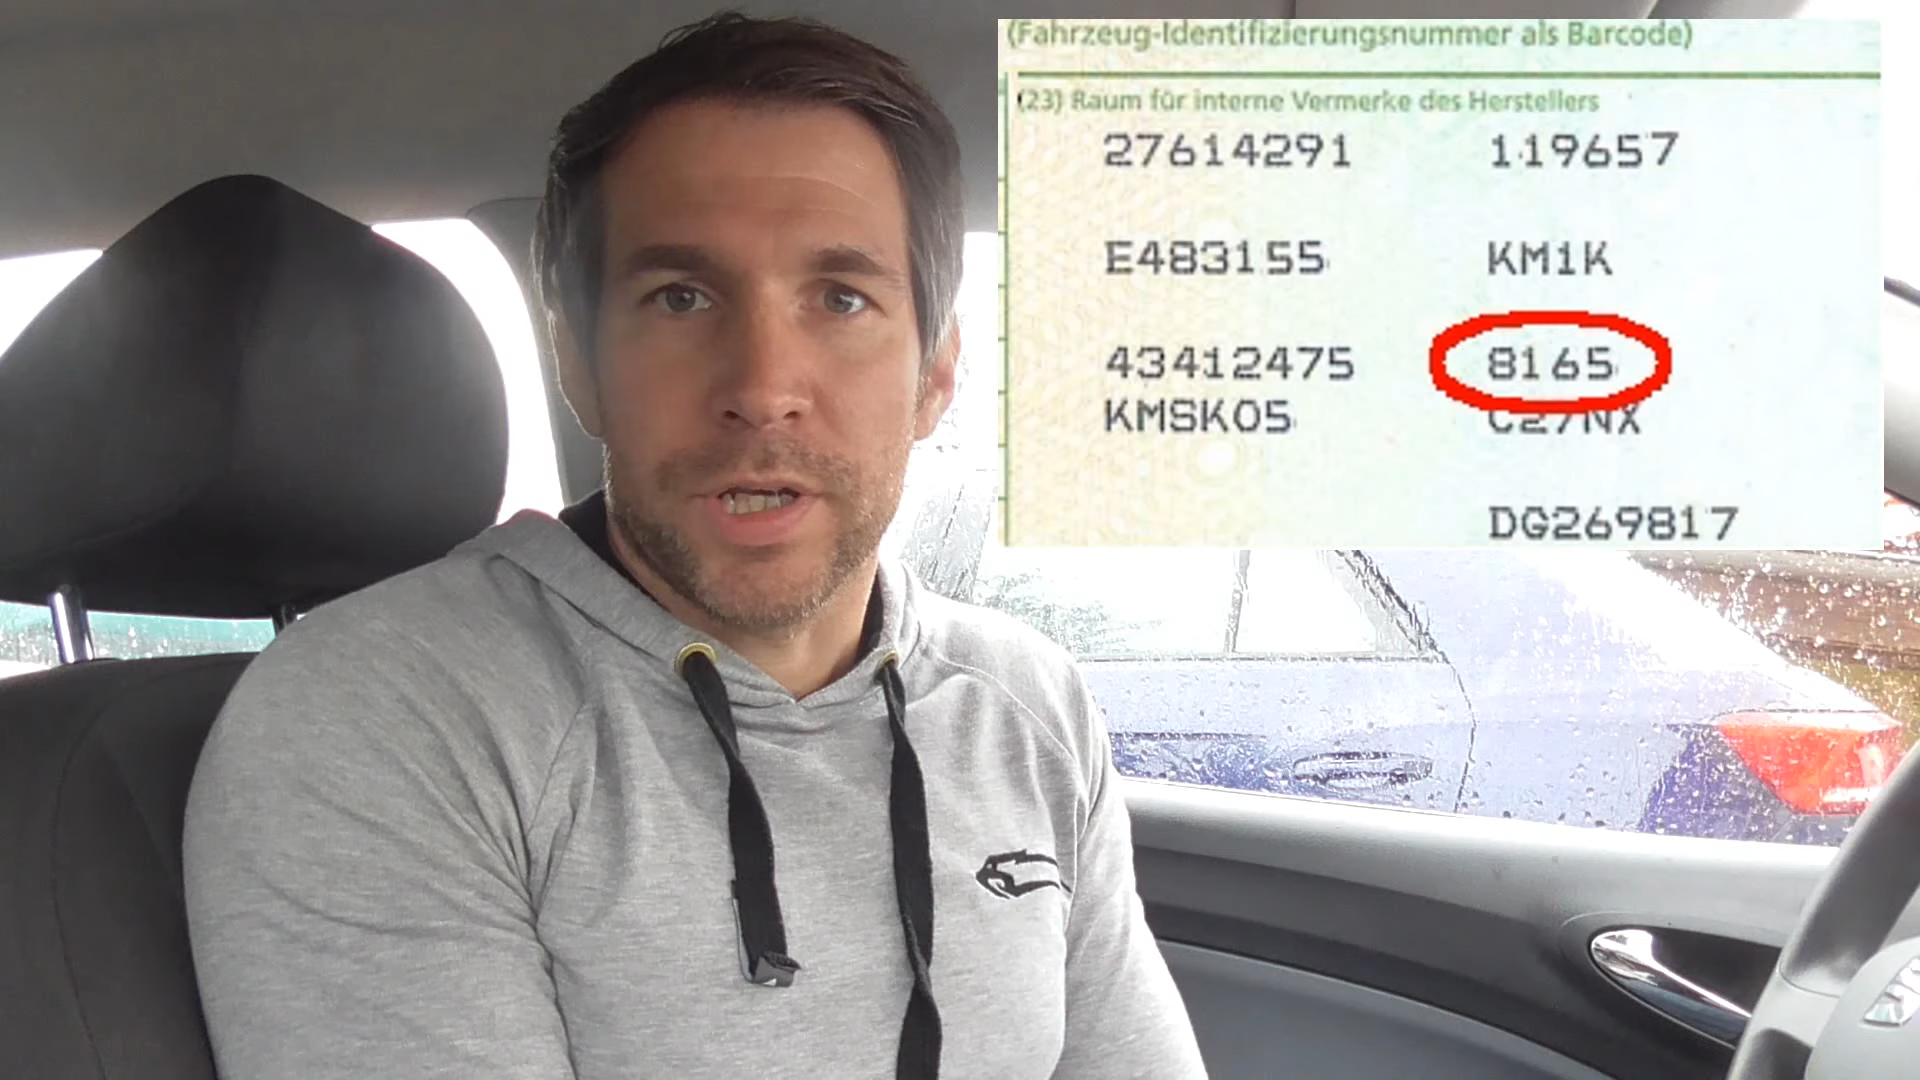 (Fahrzeug-Identifizierungsnummer als Barcode)
(23) Raum für interne Vermerke des Herstellers
27614291 119657
E483155 KM1K
43412475 8165
KMSK05 C27NX
DG269817